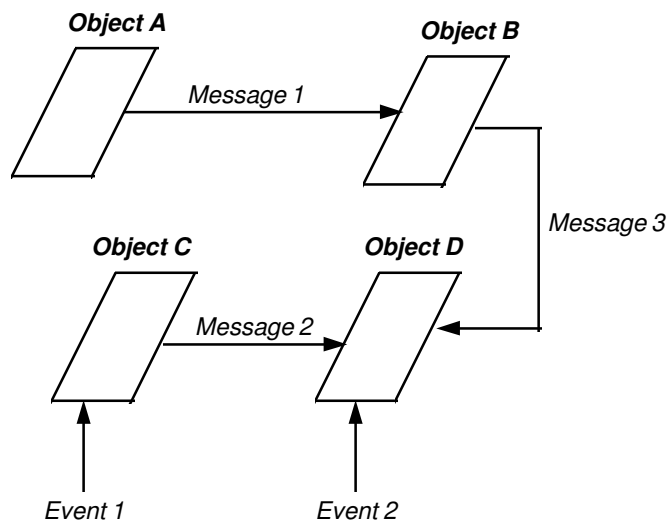 Object A
Object B
Message 1
Message 3
Object C
Object D
Message 2
Event 1
Event 2